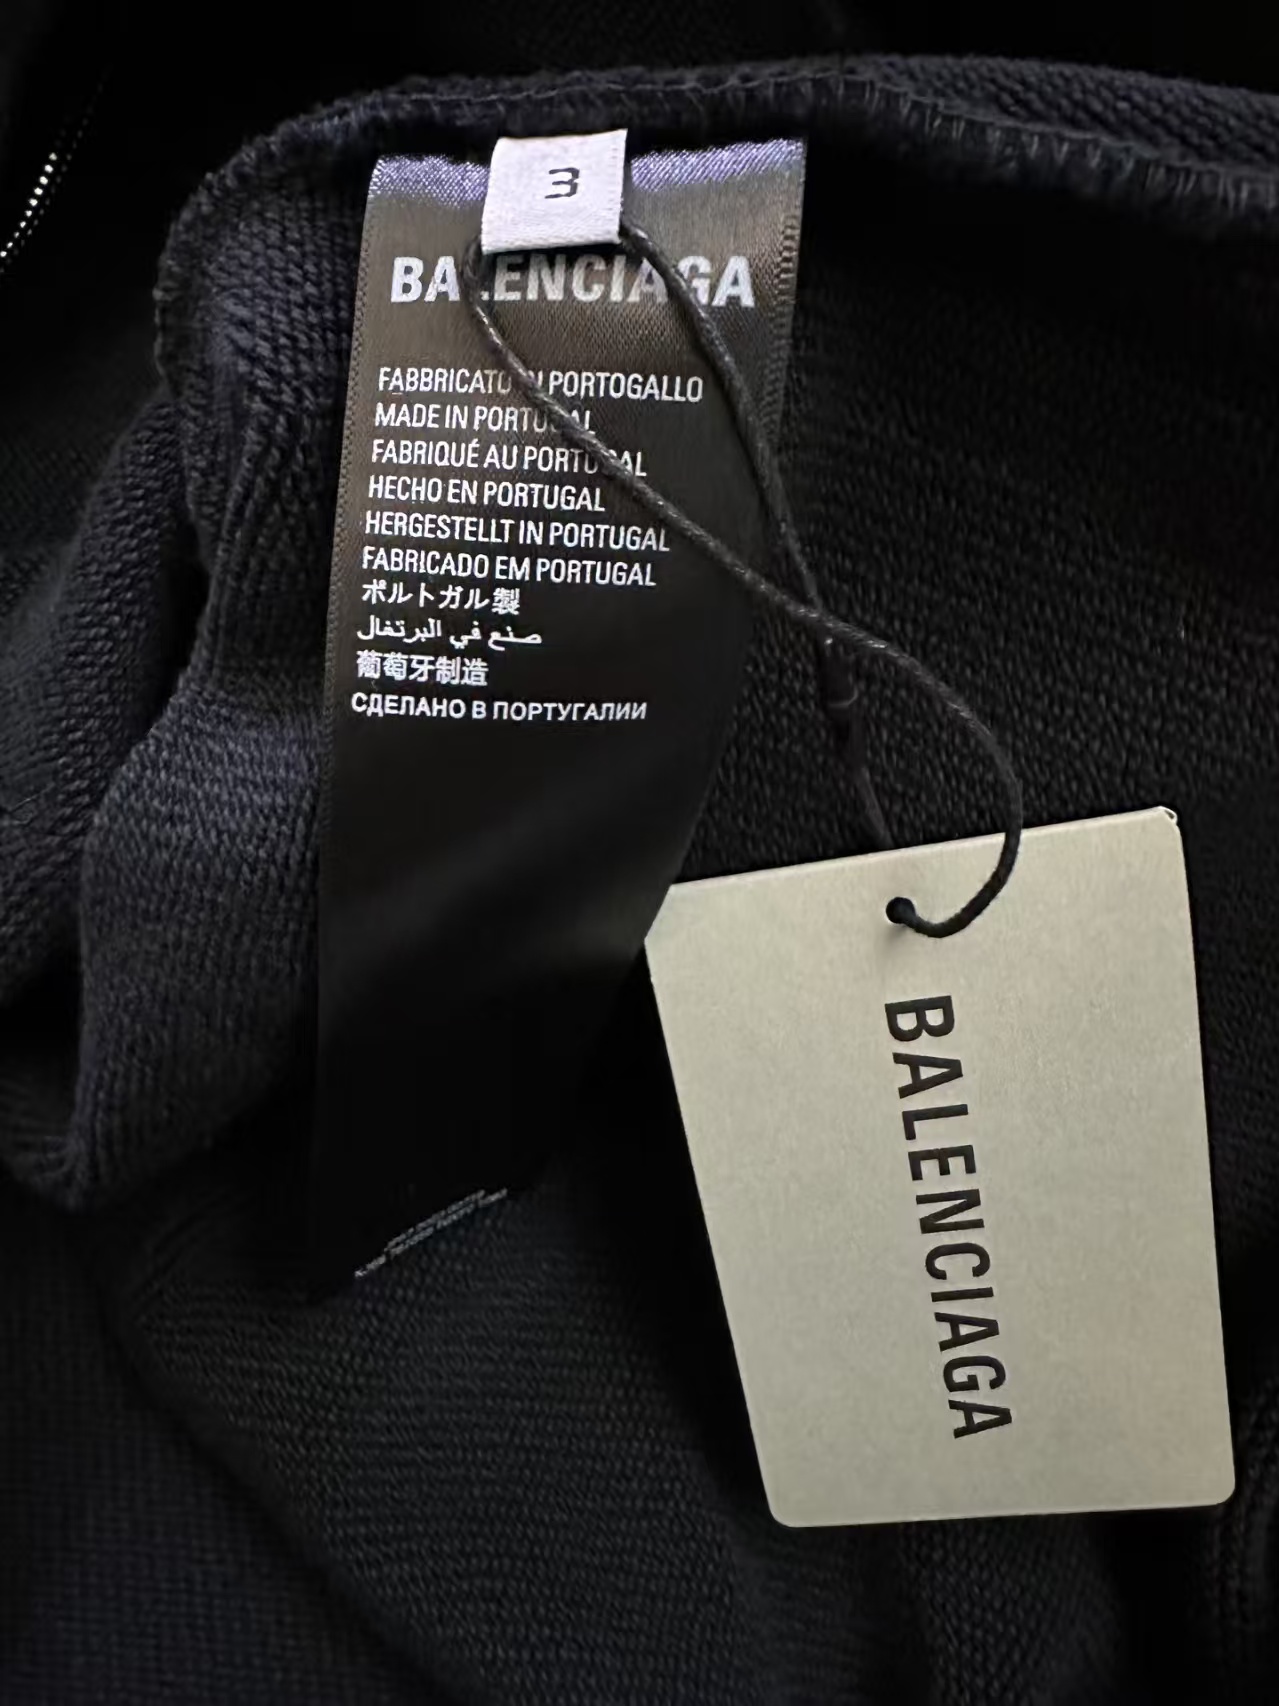 3
BALENCIAGA
FABBRICATO IN PORTOGALLO
MADE IN PORTUGAL
FABRIQUÉ AU PORTUGAL
HECHO EN PORTUGAL
HERGESTELLT IN PORTUGAL
FABRICADO EM PORTUGAL
ポルトガル製
صنع في البرتغال
葡萄牙制造
СДЕЛАНО В ПОРТУГАЛИИ
BALENCIAGA